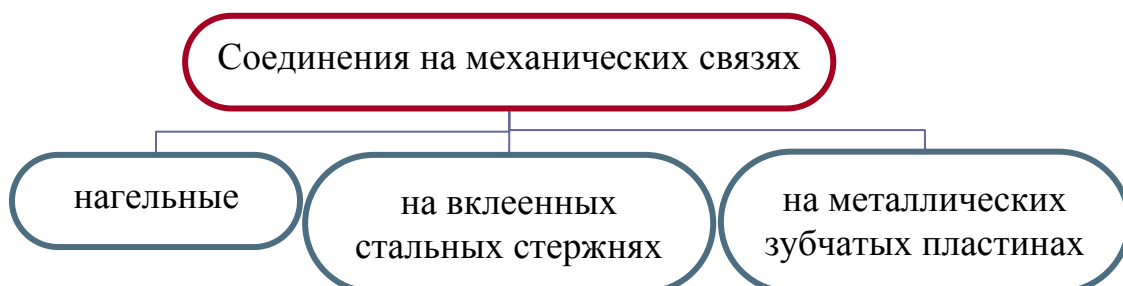 Соединения на механических связях
нагельные
на вклеенных
стальных стержнях
на металлических
зубчатых пластинах